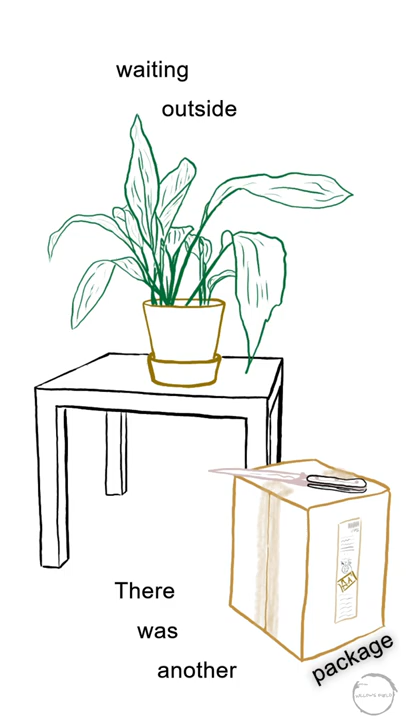 waiting
outside
There
was
another
package